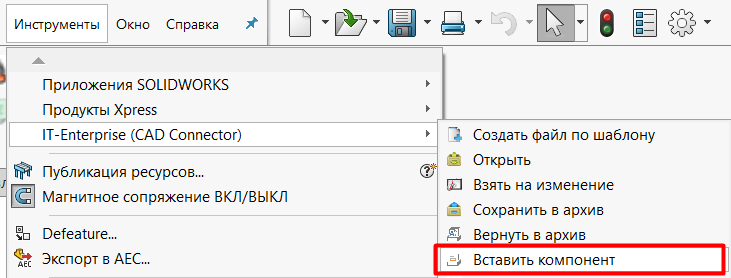 Инструменты Окно Справка
Приложения SOLIDWORKS
Продукты Xpress
IT-Enterprise (CAD Connector)
Публикация ресурсов...
Магнитное сопряжение ВКЛ/ВЫКЛ
Defeature...
Экспорт в AEC...
Создать файл по шаблону
Открыть
Взять на изменение
Сохранить в архив
Вернуть в архив
Вставить компонент